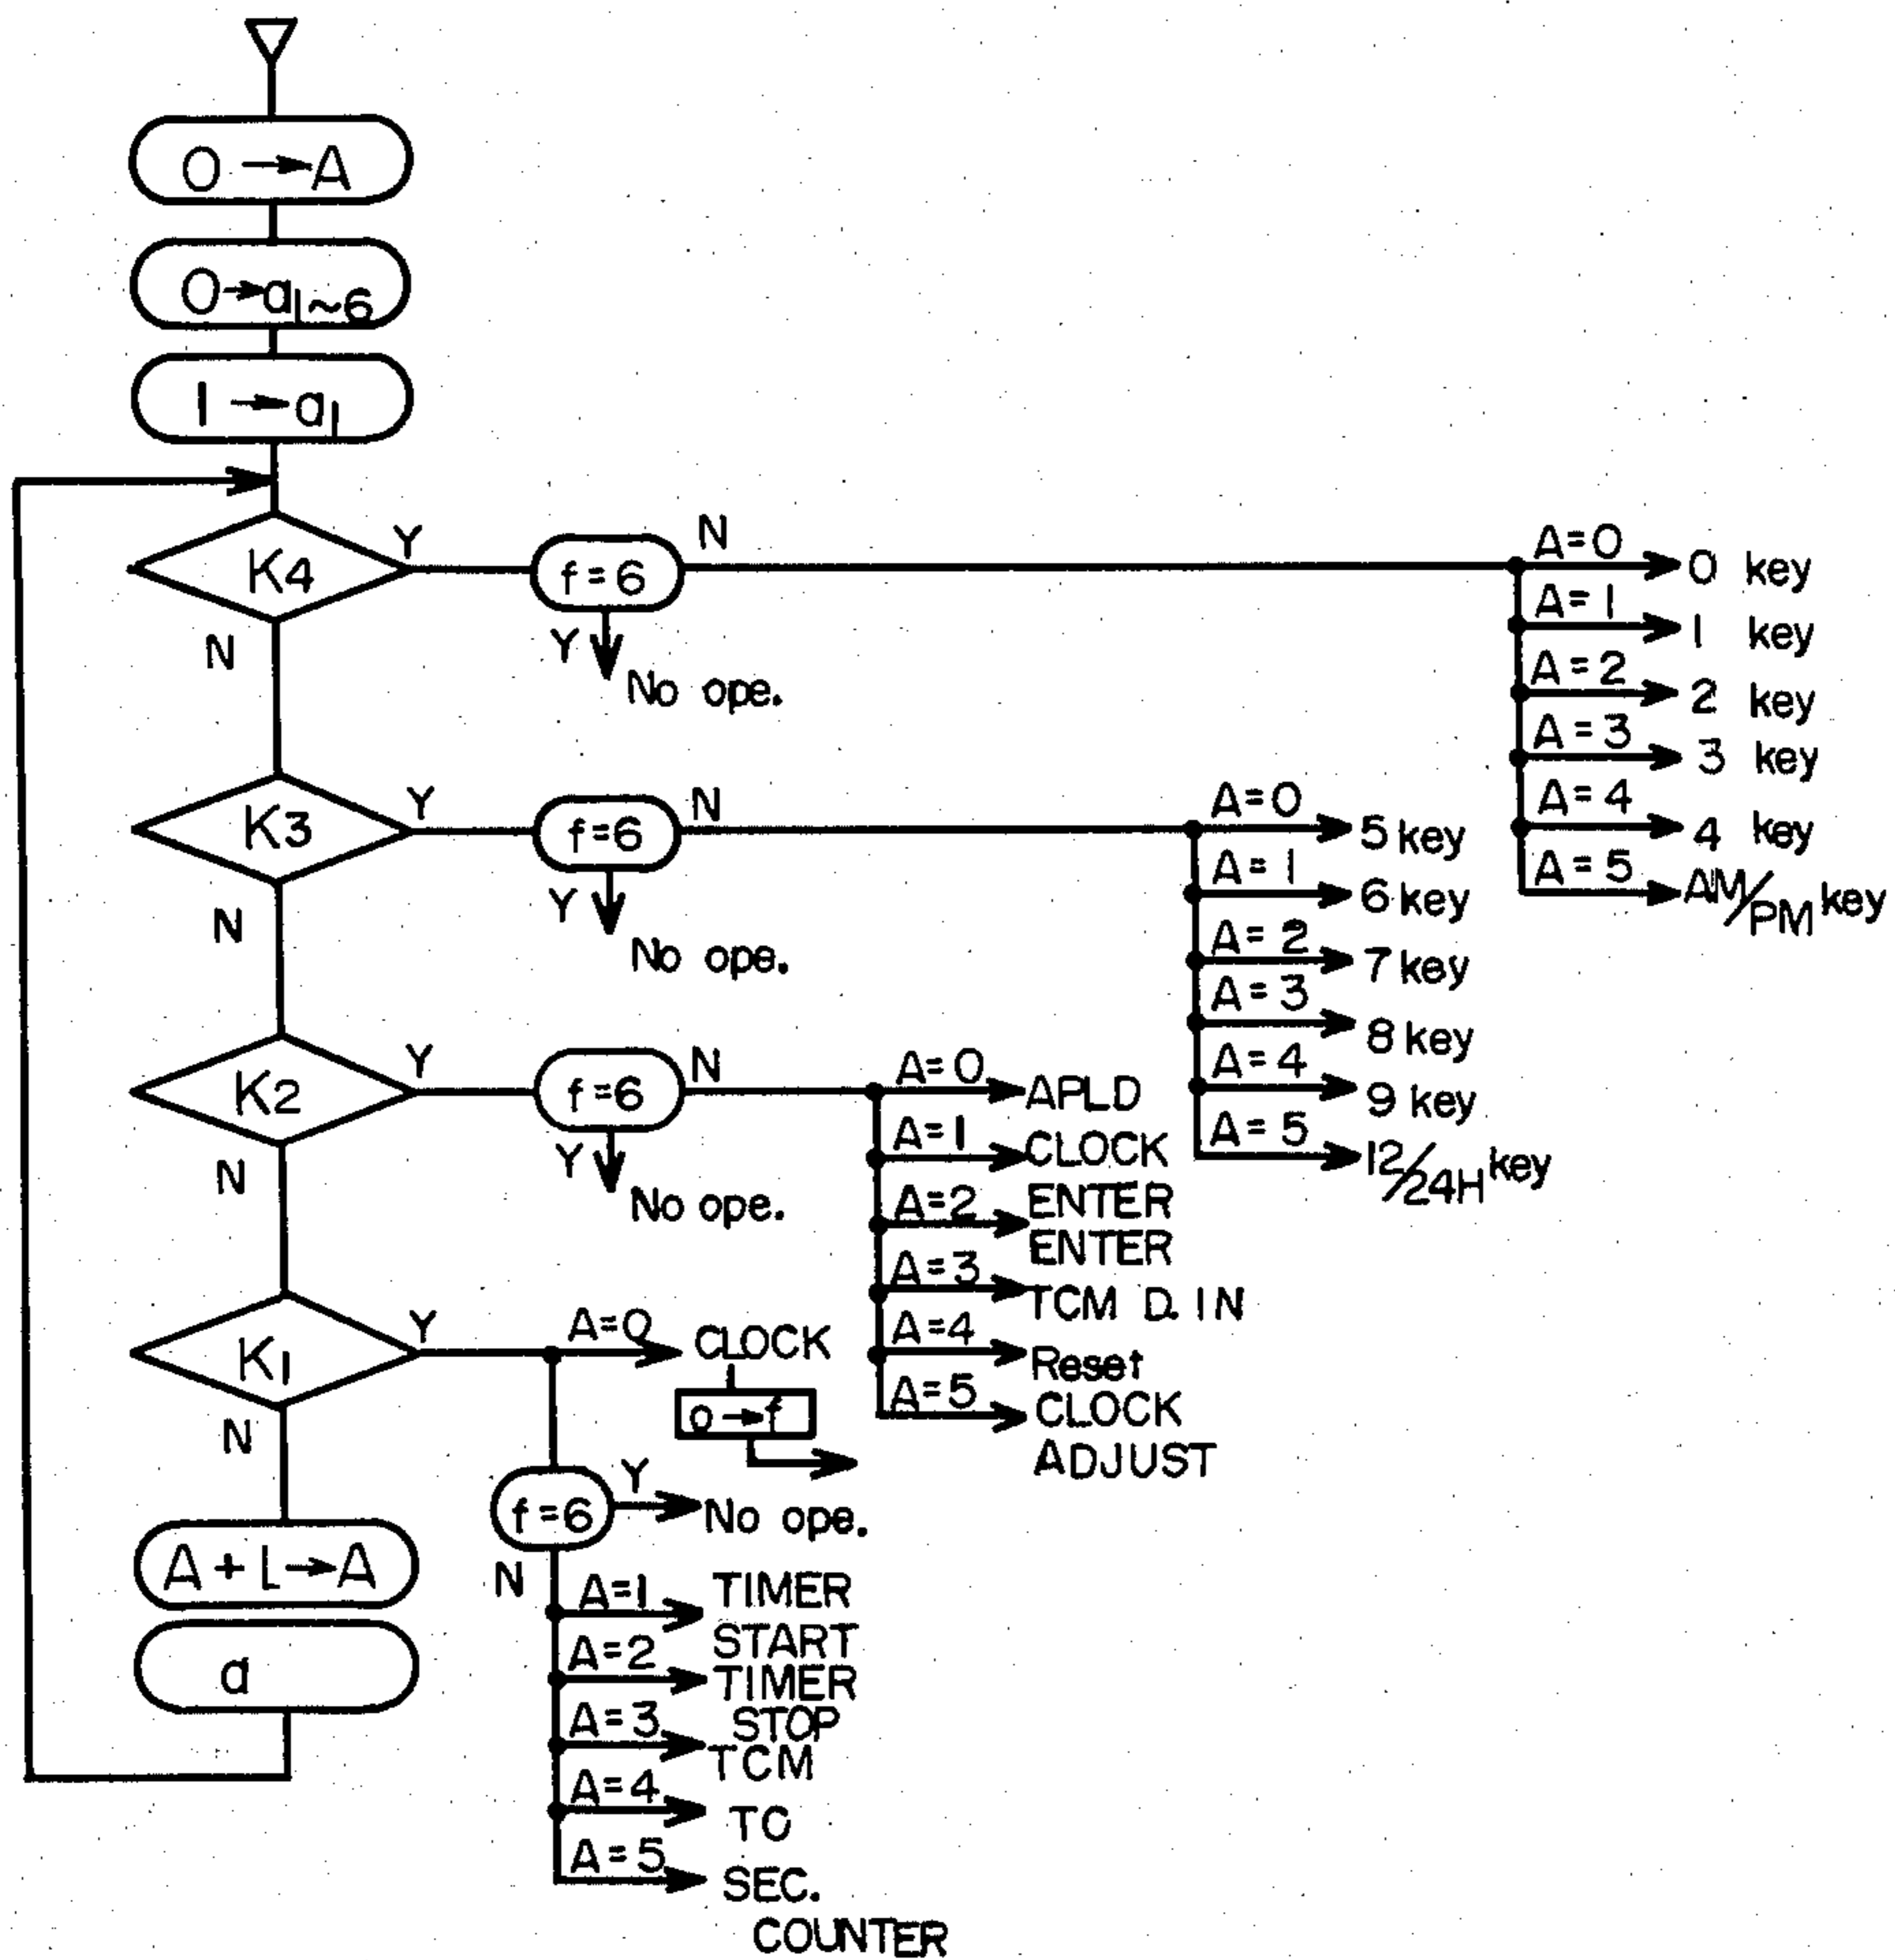 O → A
O → a1~6
1 → a1
K4
Y
f=6
N
Y
No ope.
N
A=0
0 key
A=1
1 key
A=2
2 key
A=3
3 key
A=4
4 key
A=5
AM/PM key
K3
Y
f=6
N
Y
No ope.
N
A=0
5 key
A=1
6 key
A=2
7 key
A=3
8 key
A=4
9 key
A=5
12/24H key
K2
Y
f=6
N
Y
No ope.
N
A=0
APLD
A=1
CLOCK
ENTER
A=2
ENTER
A=3
TCM D.IN
A=4
Reset
A=5
CLOCK
ADJUST
K1
Y
N
A=0
CLOCK
o → f
f=6
Y
No ope.
N
A=1
TIMER
START
A=2
TIMER
STOP
A=3
TCM
A=4
TC
A=5
SEC.
COUNTER
A + 1 → A
a